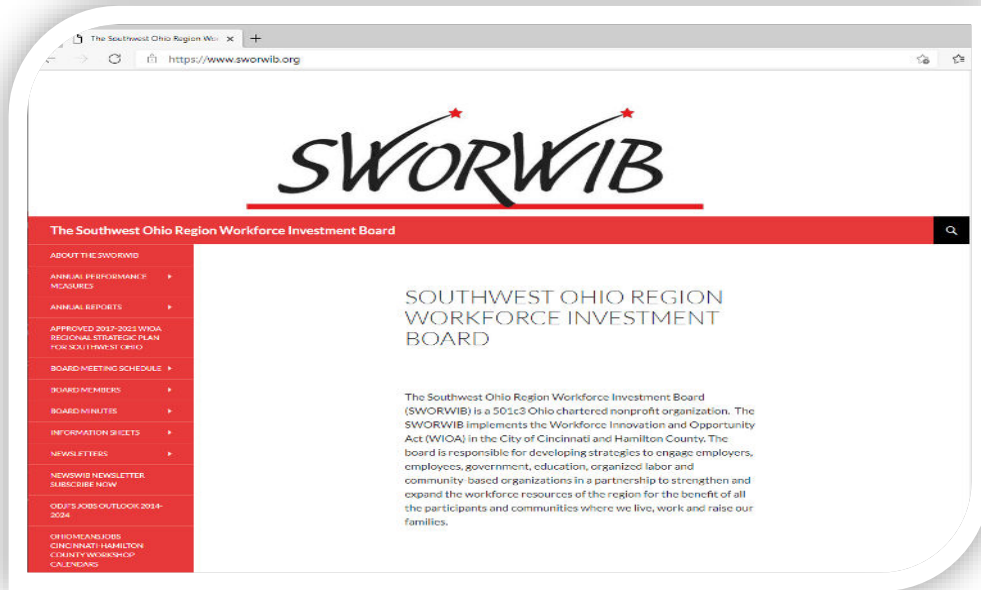 The Southwest Ohio Region Wor
https://www.sworwib.org
SWORWIB
The Southwest Ohio Region Workforce Investment Board
ABOUT THE SWORWIB
ANNUAL PERFORMANCE
MEASURES
ANNUAL REPORTS
APPROVED 2017-2021 WIOA
REGIONAL STRATEGIC PLAN
FOR SOUTHWEST OHIO
BOARD MEETING SCHEDULE
BOARD MEMBERS
BOARD MINUTES
INFORMATION SHEETS
NEWSLETTERS
NEWSWIB NEWSLETTER
SUBSCRIBE NOW
ODJFS JOBS OUTLOOK 2014-
2024
OHIOMEANSJOBS
CINCINNATI-HAMILTON
COUNTY WORKSHOP
CALENDARS
SOUTHWEST OHIO REGION
WORKFORCE INVESTMENT
BOARD
The Southwest Ohio Region Workforce Investment Board
(SWORWIB) is a 501c3 Ohio chartered nonprofit organization. The
SWORWIB implements the Workforce Innovation and Opportunity
Act (WIOA) in the City of Cincinnati and Hamilton County. The
board is responsible for developing strategies to engage employers,
employees, government, education, organized labor and
community-based organizations in a partnership to strengthen and
expand the workforce resources of the region for the benefit of all
the participants and communities where we live, work and raise our
families.